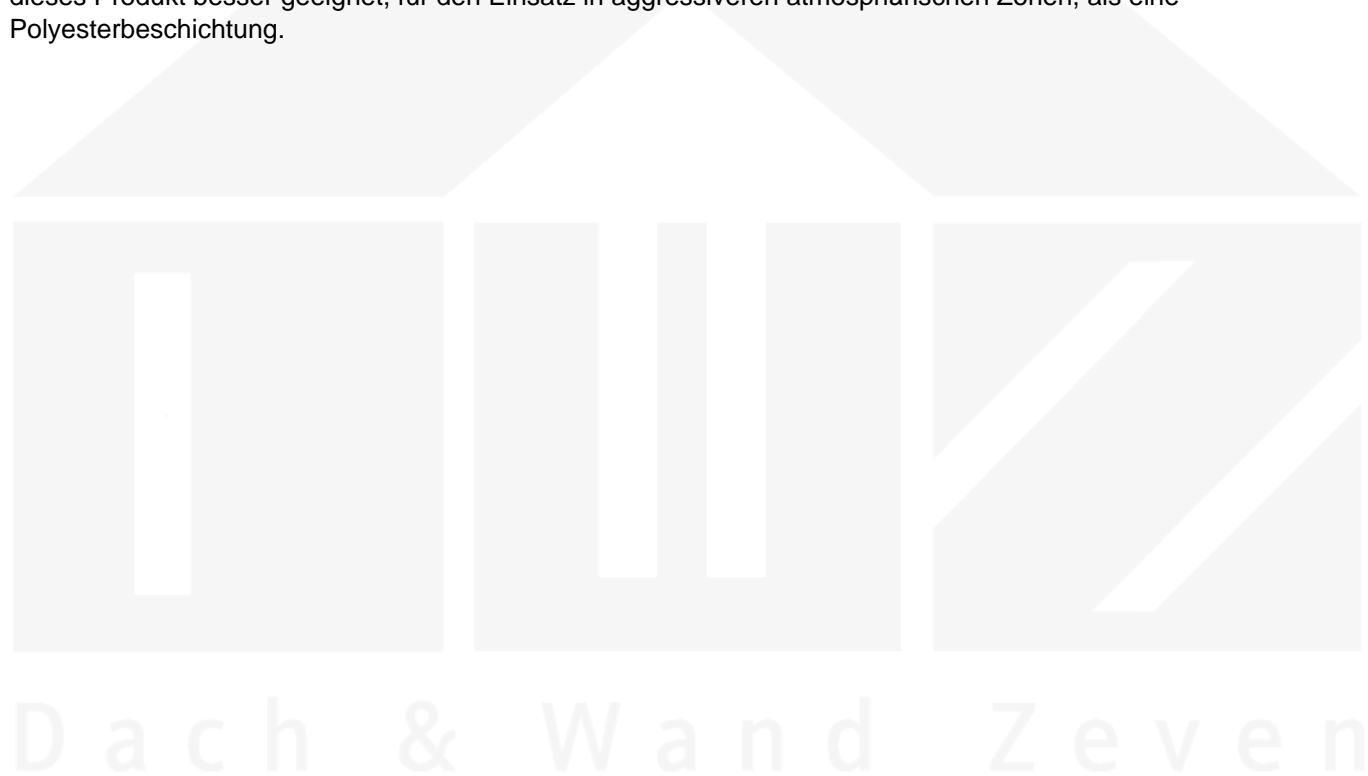 dieses Produkt besser geeignet, für den Einsatz in aggressiveren atmosphärischen Zonen, als eine
Polyesterbeschichtung.
Dach & Wand Zeven